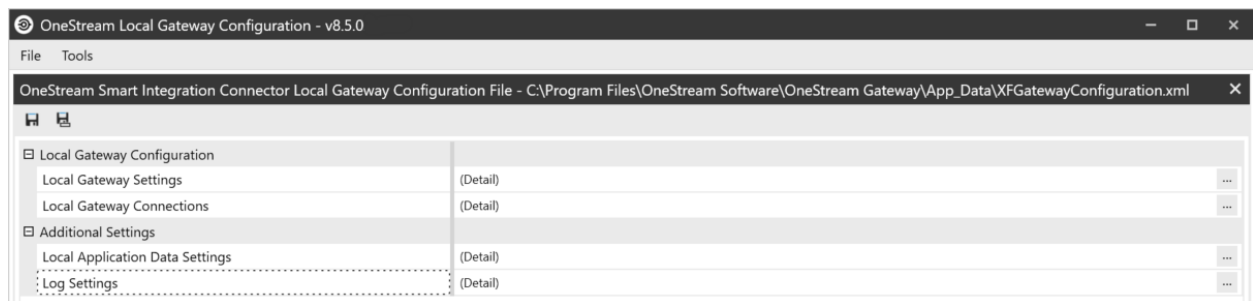 OneStream Local Gateway Configuration - v8.5.0
File Tools
OneStream Smart Integration Connector Local Gateway Configuration File - C:\Program Files\OneStream Software\OneStream Gateway\App_Data\XFGatewayConfiguration.xml
Local Gateway Configuration
Local Gateway Settings (Detail) ...
Local Gateway Connections (Detail) ...
Additional Settings
Local Application Data Settings (Detail) ...
Log Settings (Detail) ...